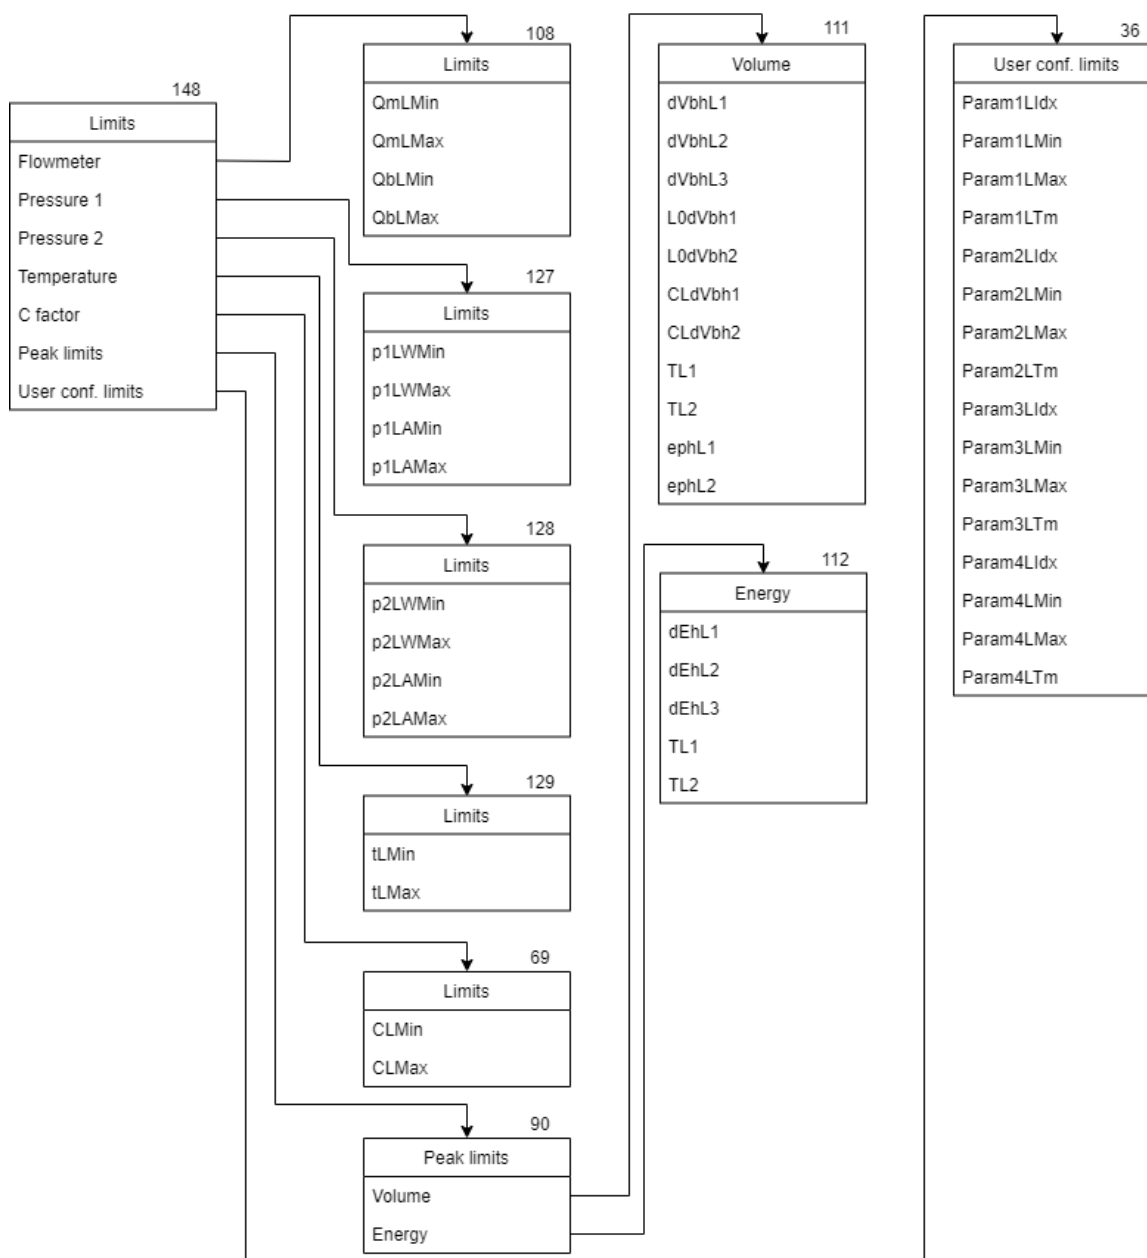 148
Limits
Flowmeter
Pressure 1
Pressure 2
Temperature
C factor
Peak limits
User conf. limits
108
Limits
QmLMin
QmLMax
QbLMin
QbLMax
127
Limits
p1LWMin
p1LWMax
p1LAMin
p1LAMax
128
Limits
p2LWMin
p2LWMax
p2LAMin
p2LAMax
129
Limits
tLMin
tLMax
69
Limits
CLMin
CLMax
90
Peak limits
Volume
Energy
111
Volume
dVbhL1
dVbhL2
dVbhL3
L0dVbh1
L0dVbh2
CLdVbh1
CLdVbh2
TL1
TL2
ephL1
ephL2
112
Energy
dEhL1
dEhL2
dEhL3
TL1
TL2
36
User conf. limits
Param1LIdx
Param1LMin
Param1LMax
Param1LTm
Param2LIdx
Param2LMin
Param2LMax
Param2LTm
Param3LIdx
Param3LMin
Param3LMax
Param3LTm
Param4LIdx
Param4LMin
Param4LMax
Param4LTm